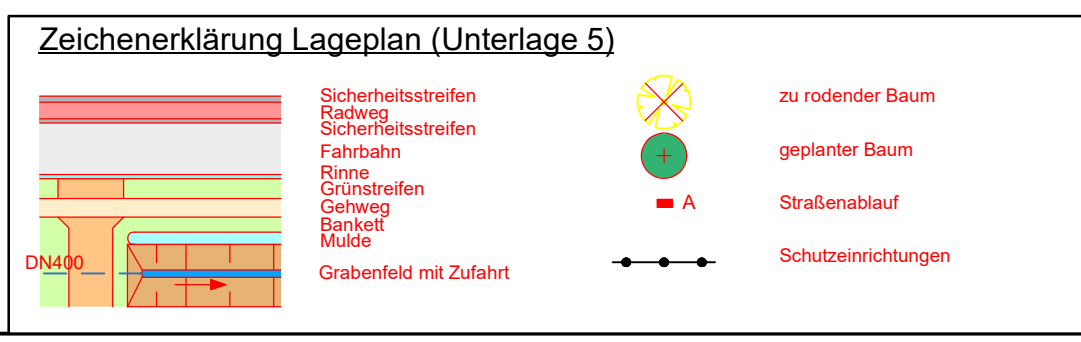 Zeichenerklärung Lageplan (Unterlage 5)
Sicherheitsstreifen
Radweg
Sicherheitsstreifen
Fahrbahn
Rinne
Grünstreifen
Gehweg
Bankett
Mulde
DN400
Grabenfeld mit Zufahrt
zu rodender Baum
geplanter Baum
A
Straßenablauf
Schutzeinrichtungen